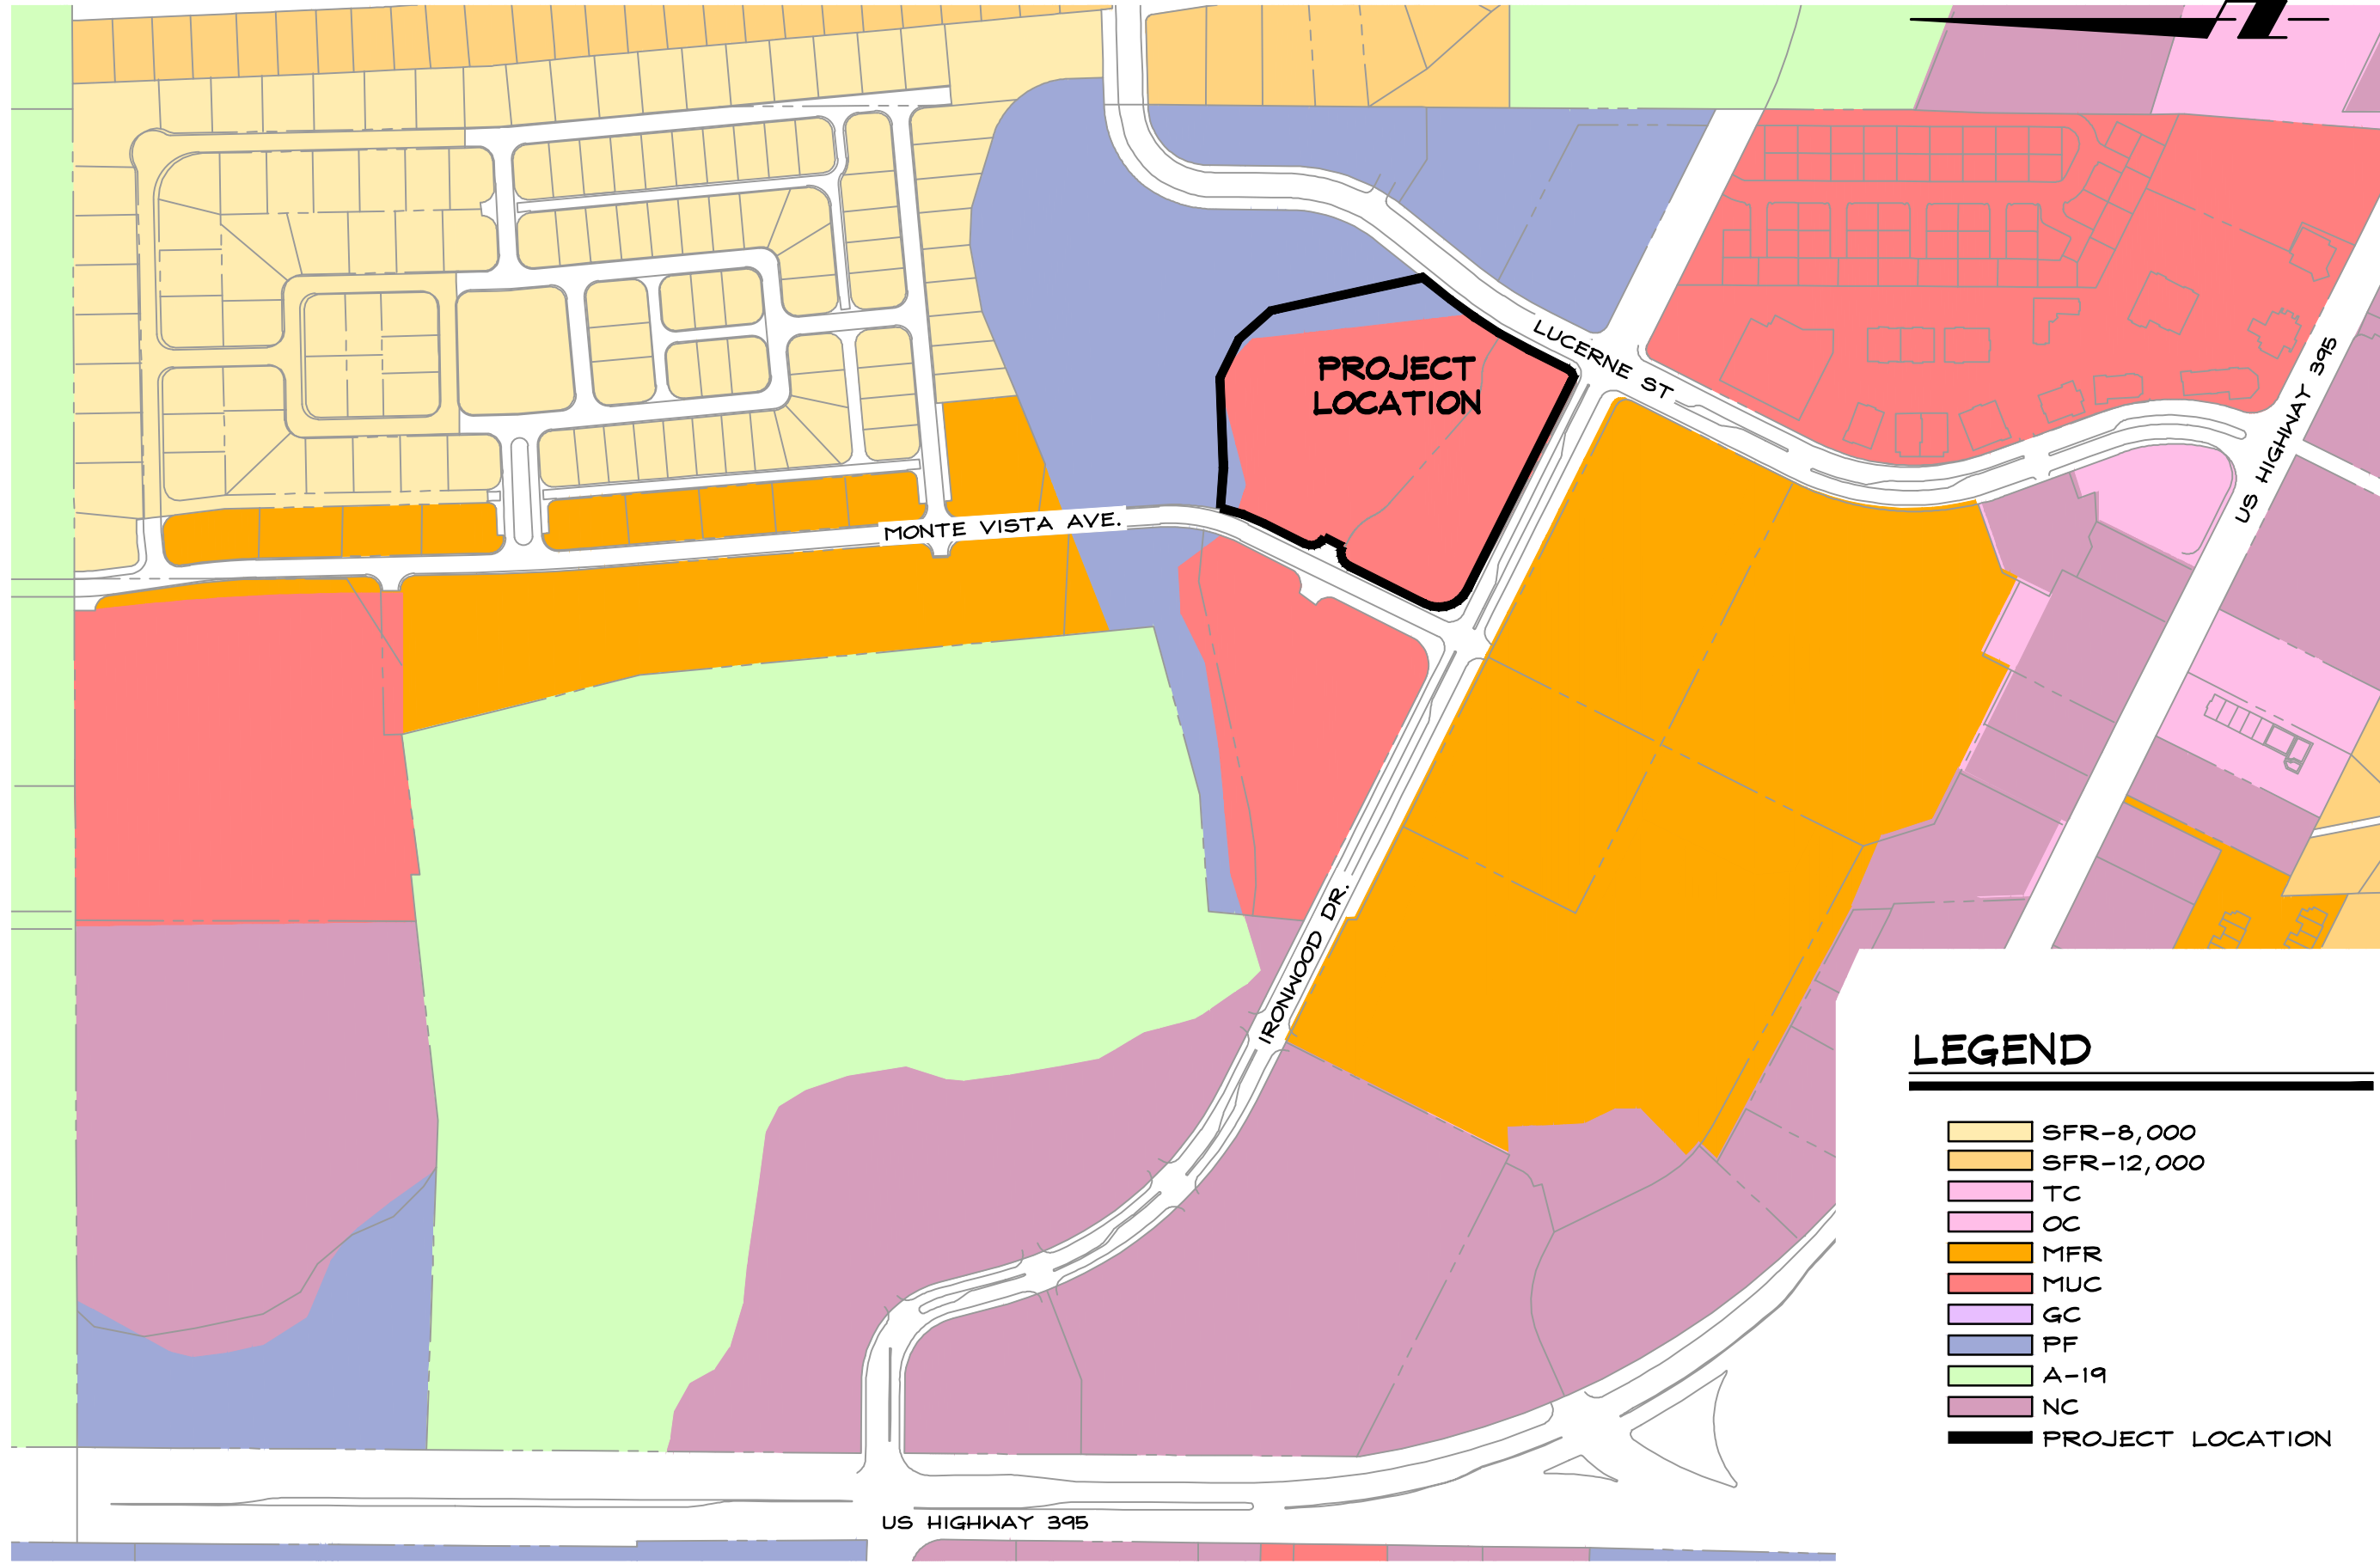 PROJECT
LOCATION
LUCERNE ST
US HIGHWAY 395
MONTE VISTA AVE.
IRONWOOD DR.
LEGEND
SFR-8,000
SFR-12,000
TC
OC
MFR
MUC
GC
PF
A-19
NC
PROJECT LOCATION
US HIGHWAY 395